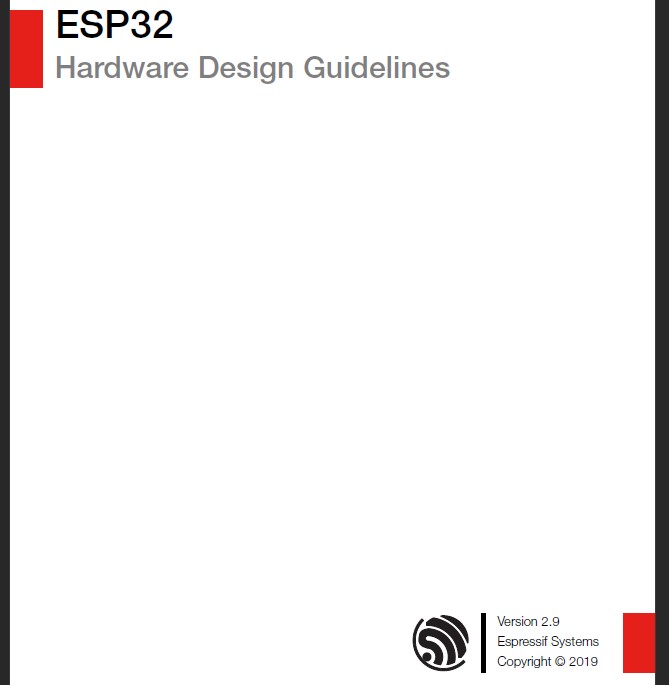 ESP32
Hardware Design Guidelines
Version 2.9
Espressif Systems
Copyright © 2019